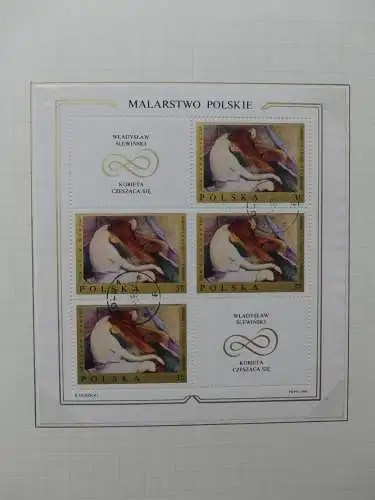 MALARSTWO POLSKIE
WŁADYSŁAW
ŚLEWIŃSKI
KOBIETA
CZESZĄCA SIĘ
POLSKA
POLSKA
POLSKA
WŁADYSŁAW
ŚLEWIŃSKI
KOBIETA
CZESZĄCA SIĘ
POLSKA